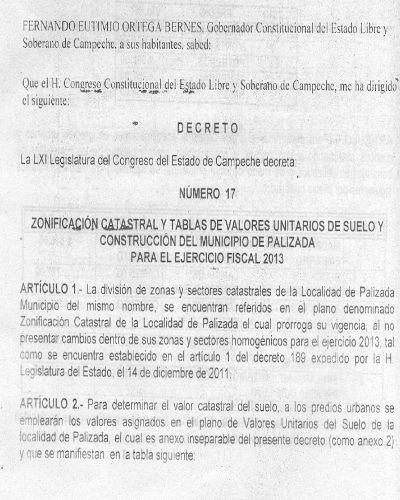 FERNANDO EUTIMIO ORTEGA BERNES, Gobernador Constitucional del Estado Libre y
Soberano de Campeche, a sus habitantes, sabed:
Que el H. Congreso Constitucional del Estado Libre y Soberano de Campeche, me ha dirigido
el siguiente:
DECRETO
La LXI Legislatura del Congreso del Estado de Campeche decreta:
NÚMERO 17
ZONIFICACIÓN CATASTRAL Y TABLAS DE VALORES UNITARIOS DE SUELO Y
CONSTRUCCIÓN DEL MUNICIPIO DE PALIZADA
PARA EL EJERCICIO FISCAL 2013
ARTÍCULO 1.- La división de zonas y sectores catastrales de la Localidad de Palizada
Municipio del mismo nombre, se encuentran referidos en el plano denominado
Zonificación Catastral de la Localidad de Palizada el cual prorroga su vigencia, al no
presentar cambios dentro de sus zonas y sectores homogénicos para el ejercicio 2013, tal
como se encuentra establecido en el artículo 1 del decreto 189 expedido por la H.
Legislatura del Estado, el 14 de diciembre de 2011.
ARTÍCULO 2.- Para determinar el valor catastral del suelo, a los predios urbanos se
emplearán los valores asignados en el plano de Valores Unitarios del Suelo de la
localidad de Palizada, el cual es anexo inseparable del presente decreto (como anexo 2)
y que se manifiestan en la tabla siguiente: